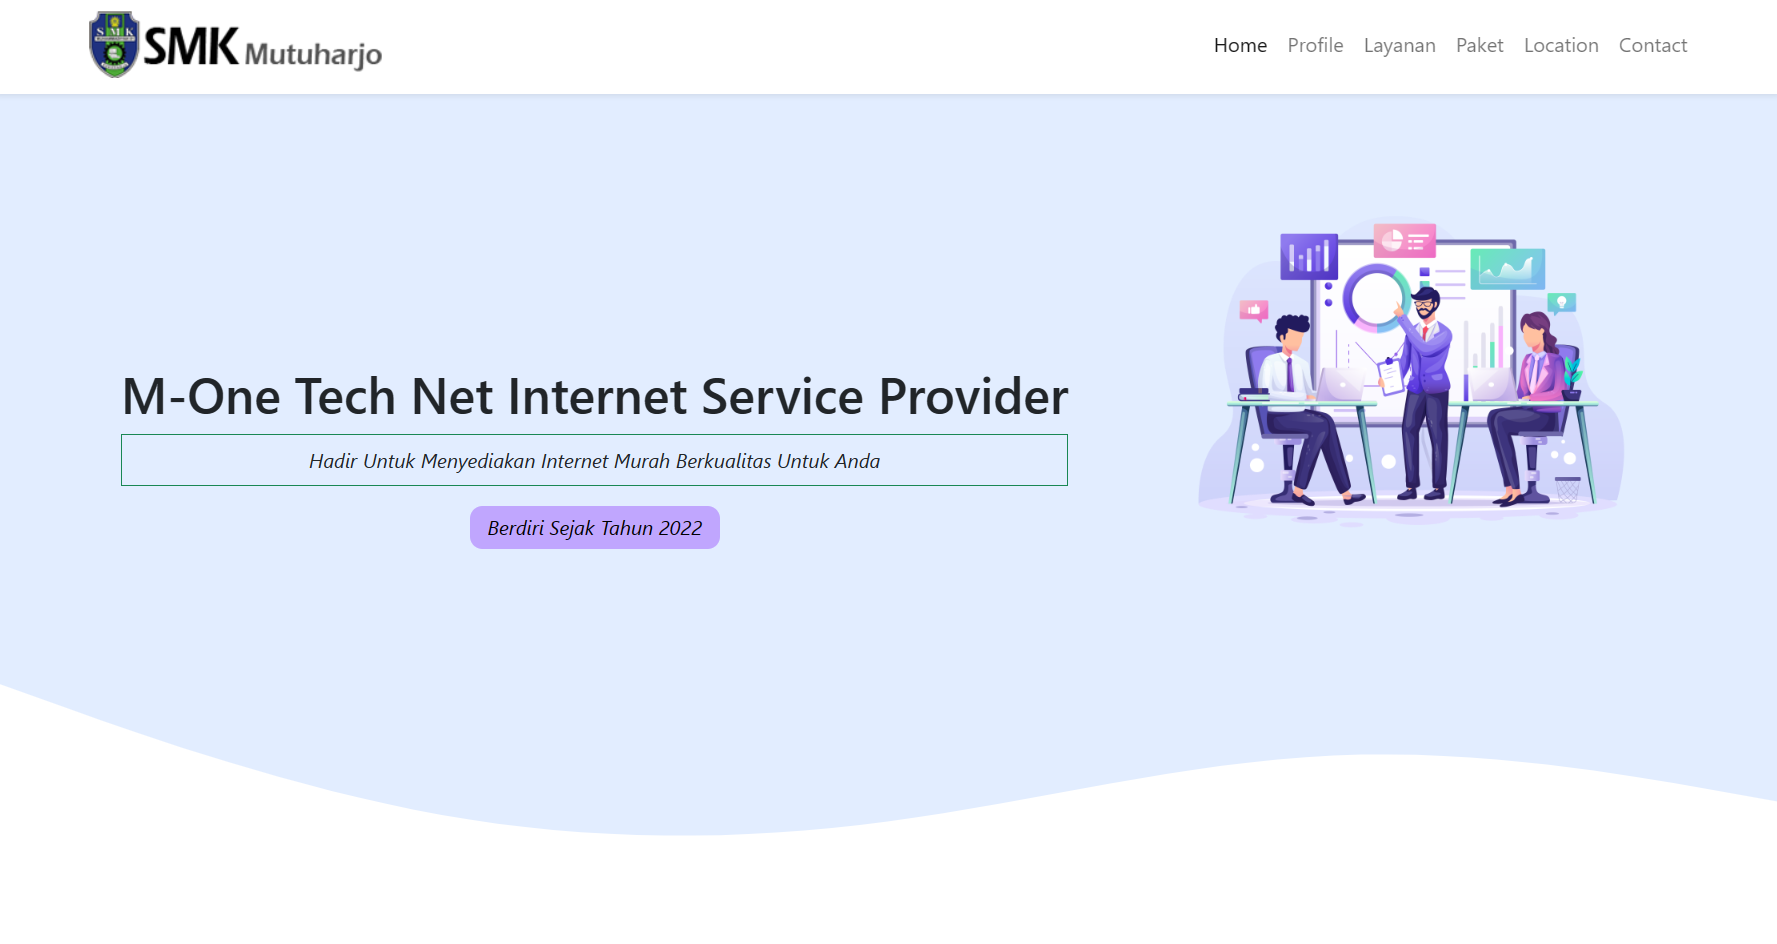 SMK Mutuharjo
Home Profile Layanan Paket Location Contact
M-One Tech Net Internet Service Provider
Hadir Untuk Menyediakan Internet Murah Berkualitas Untuk Anda
Berdiri Sejak Tahun 2022
SMK